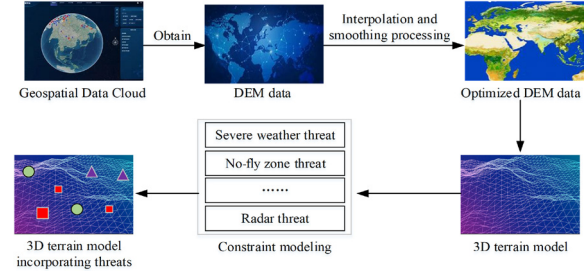 Obtain
Interpolation and
smoothing processing
Geospatial Data Cloud
DEM data
Optimized DEM data
Severe weather threat
No-fly zone threat
……
Radar threat
Constraint modeling
3D terrain model
3D terrain model
incorporating threats